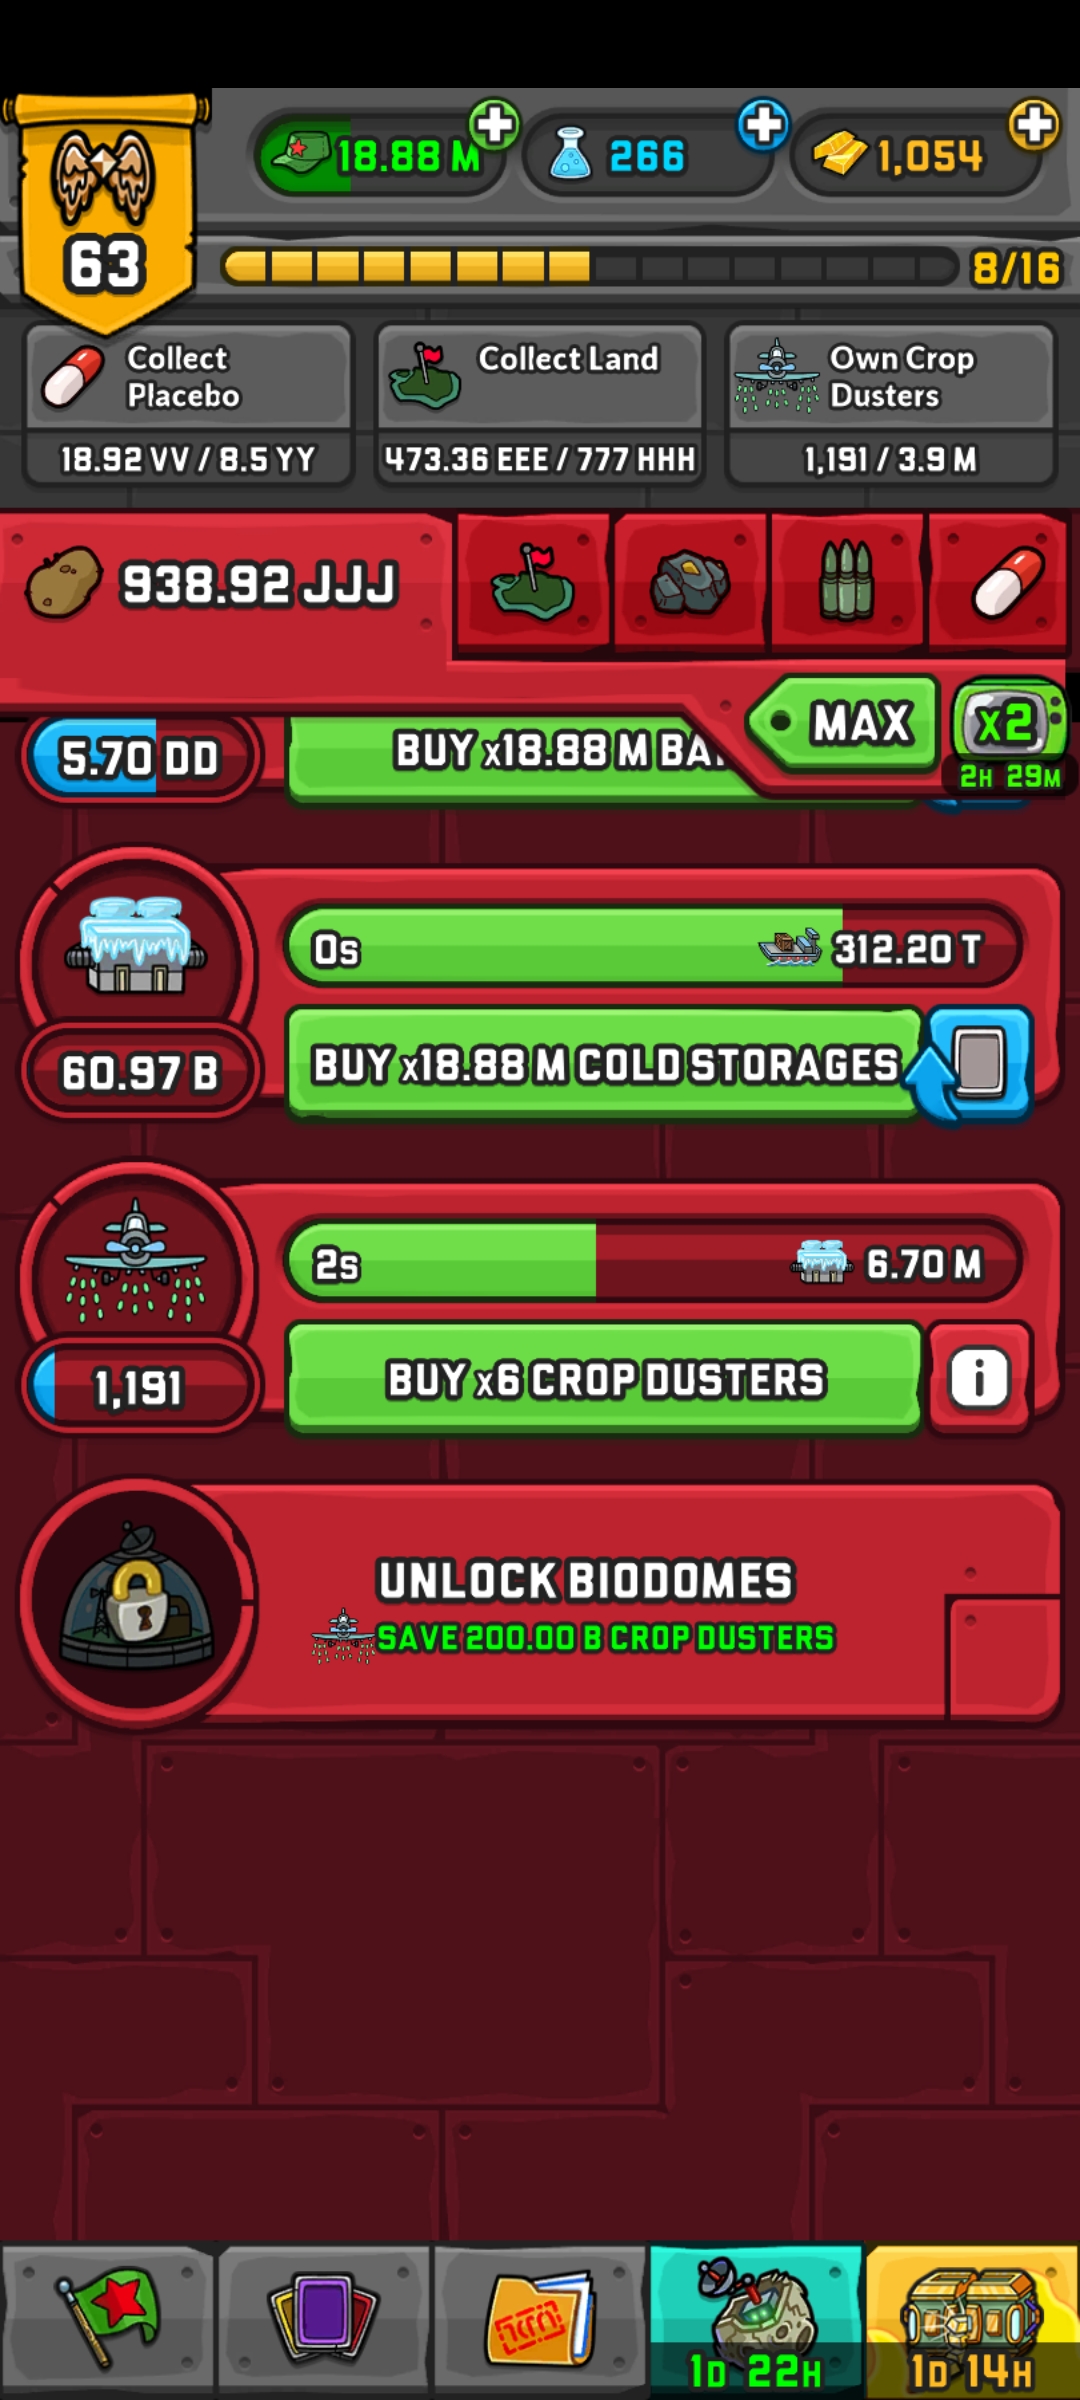 18.88 M
266
1,054
63
8/16
Collect
Placebo
18.92 VV / 8.5 YY
Collect Land
473.36 EEE / 777 HHH
Own Crop
Dusters
1,191 / 3.9 M
938.92 JJJ
MAX
x2
2H 29M
5.70 DD
BUY x18.88 M BA
0s
312.20 T
60.97 B
BUY x18.88 M COLD STORAGES
2s
6.70 M
1,191
BUY x6 CROP DUSTERS
i
UNLOCK BIODOMES
SAVE 200.00 B CROP DUSTERS
1D 22H
1D 14H